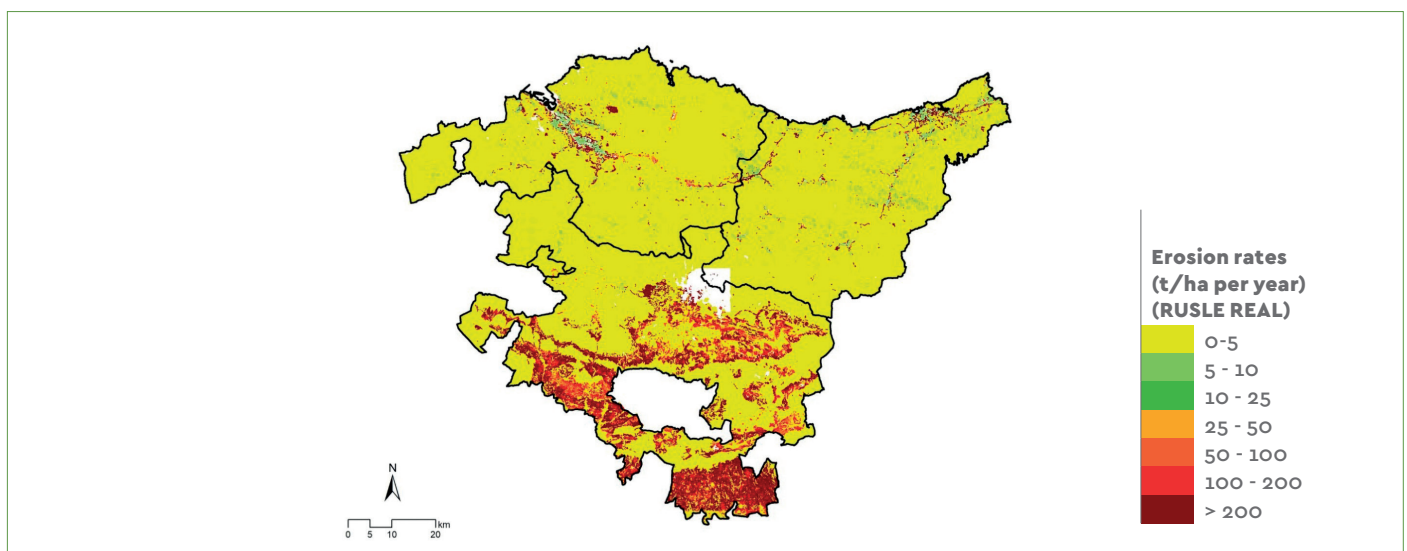 Erosion rates
(t/ha per year)
(RUSLE REAL)
0-5
5 - 10
10 - 25
25 - 50
50 - 100
100 - 200
> 200
N
km
0 5 10 20